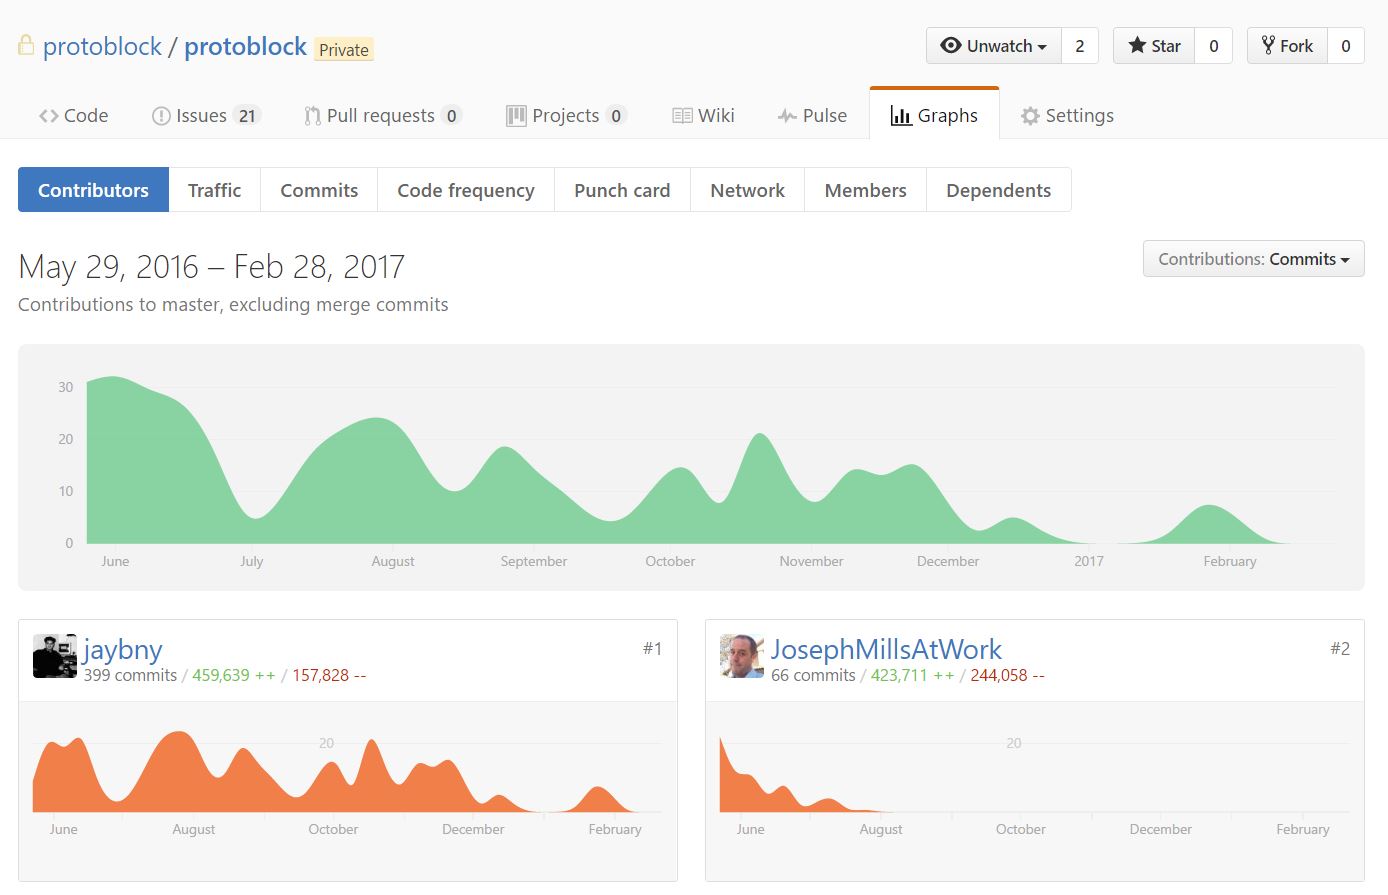 protoblock / protoblock Private
Unwatch 2 Star 0 Fork 0
Code Issues 21 Pull requests 0 Projects 0 Wiki Pulse Graphs Settings
Contributors Traffic Commits Code frequency Punch card Network Members Dependents
May 29, 2016 – Feb 28, 2017
Contributions: Commits
Contributions to master, excluding merge commits
30
20
10
0
June July August September October November December 2017 February
jaybny #1
399 commits / 459,639 ++ / 157,828 --
20
June August October December February
JosephMillsAtWork #2
66 commits / 423,711 ++ / 244,058 --
20
June August October December February